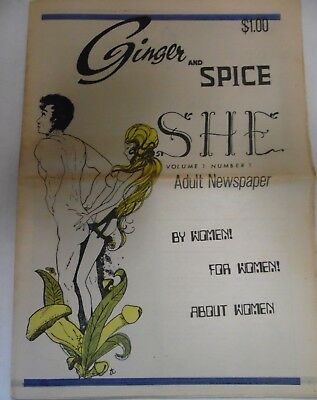 $1.00
Ginger AND
SPICE
"SHE"
VOLUME 1 NUMBER 1
Adult Newspaper
BY WOMEN!
FOR WOMEN!
ABOUT WOMEN